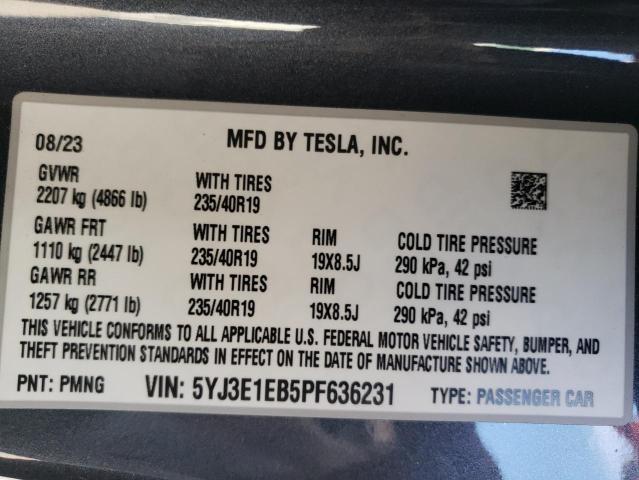 08/23 MFD BY TESLA, INC.
GVWR WITH TIRES
2207 kg (4866 lb) 235/40R19
GAWR FRT WITH TIRES RIM COLD TIRE PRESSURE
1110 kg (2447 lb) 235/40R19 19X8.5J 290 kPa, 42 psi
GAWR RR WITH TIRES RIM COLD TIRE PRESSURE
1257 kg (2771 lb) 235/40R19 19X8.5J 290 kPa, 42 psi
THIS VEHICLE CONFORMS TO ALL APPLICABLE U.S. FEDERAL MOTOR VEHICLE SAFETY, BUMPER, AND
THEFT PREVENTION STANDARDS IN EFFECT ON THE DATE OF MANUFACTURE SHOWN ABOVE.
PNT: PMNG VIN: 5YJ3E1EB5PF636231 TYPE: PASSENGER CAR